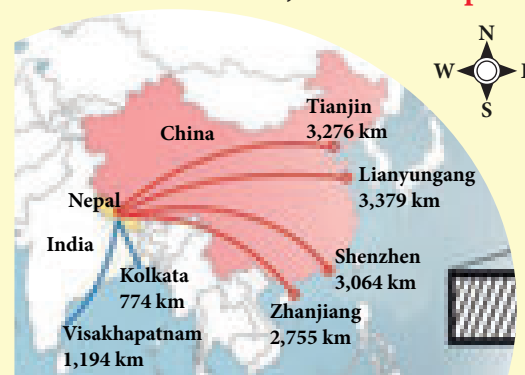 N
W
S
Tianjin
3,276 km
China
Lianyungang
3,379 km
Nepal
India
Shenzhen
3,064 km
Kolkata
774 km
Zhanjiang
2,755 km
Visakhapatnam
1,194 km